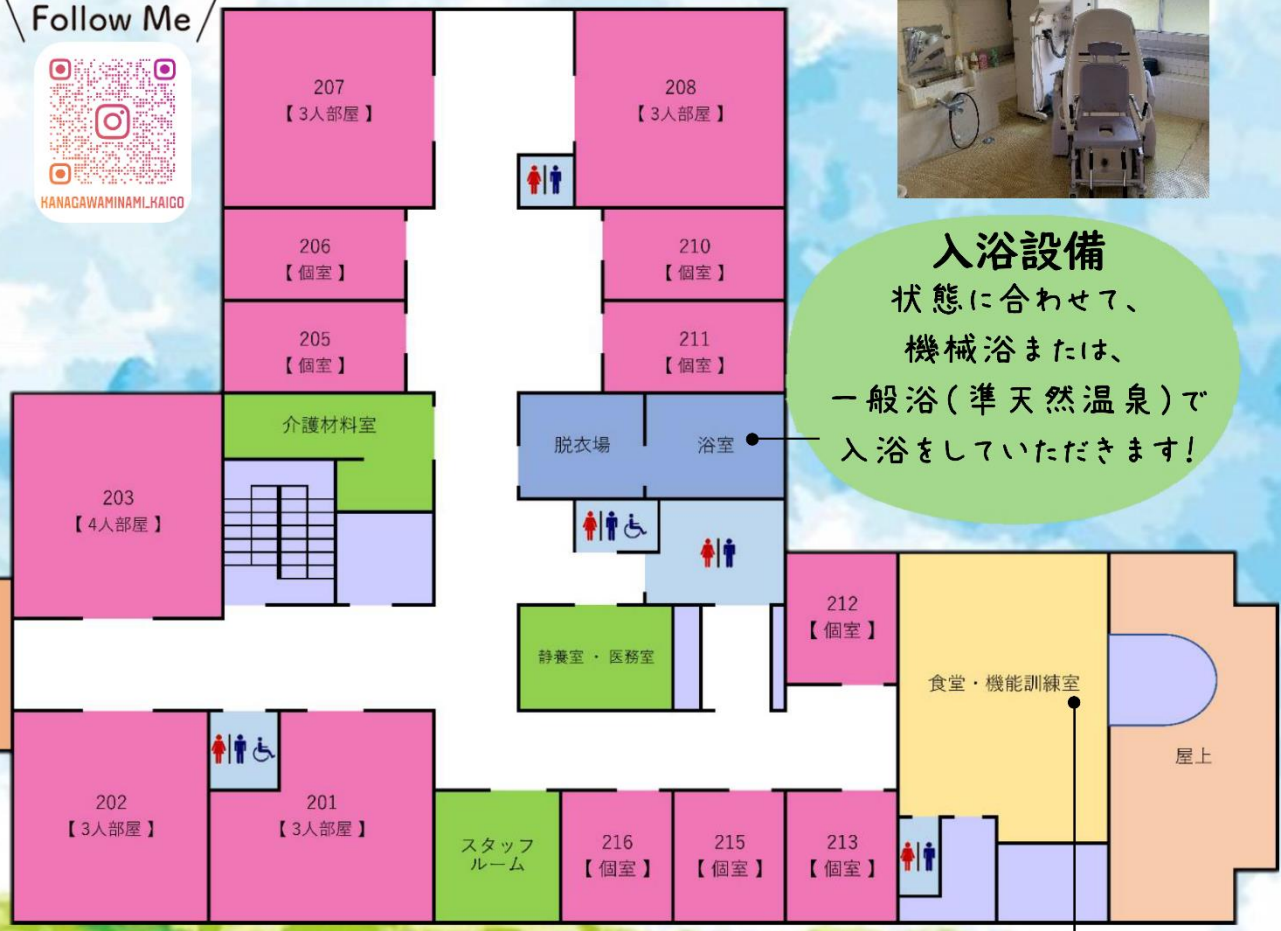 Follow Me
KANAGAWAMINAMI_KAIGO
207
【 3人部屋 】
208
【 3人部屋 】
206
【 個室 】
210
【 個室 】
205
【 個室 】
211
【 個室 】
入浴設備
状態に合わせて、
機械浴または、
一般浴(準天然温泉)で
入浴をしていただきます!
介護材料室
脱衣場
浴室
203
【 4人部屋 】
212
【 個室 】
静養室 ・ 医務室
食堂・機能訓練室
屋上
202
【 3人部屋 】
201
【 3人部屋 】
スタッフ
ルーム
216
【 個室 】
215
【 個室 】
213
【 個室 】